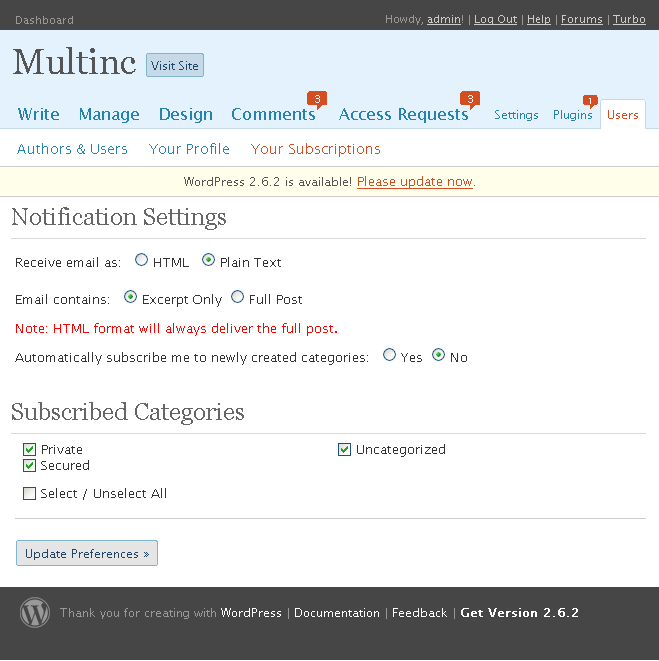 Dashboard Howdy, admin! | Log Out | Help | Forums | Turbo
Multinc Visit Site
Write Manage Design Comments 3 Access Requests 3 Settings Plugins 1 Users
Authors & Users Your Profile Your Subscriptions
WordPress 2.6.2 is available! Please update now.
Notification Settings
Receive email as: HTML Plain Text
Email contains: Excerpt Only Full Post
Note: HTML format will always deliver the full post.
Automatically subscribe me to newly created categories: Yes No
Subscribed Categories
Private Uncategorized
Secured
Select / Unselect All
Update Preferences »
W Thank you for creating with WordPress | Documentation | Feedback | Get Version 2.6.2